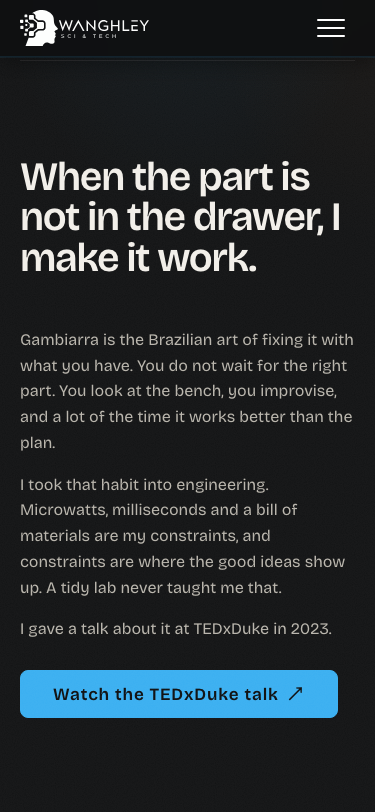 WANGHLEY
SCI & TECH
When the part is
not in the drawer, I
make it work.
Gambiarra is the Brazilian art of fixing it with
what you have. You do not wait for the right
part. You look at the bench, you improvise,
and a lot of the time it works better than the
plan.
I took that habit into engineering.
Microwatts, milliseconds and a bill of
materials are my constraints, and
constraints are where the good ideas show
up. A tidy lab never taught me that.
I gave a talk about it at TEDxDuke in 2023.
Watch the TEDxDuke talk ↗